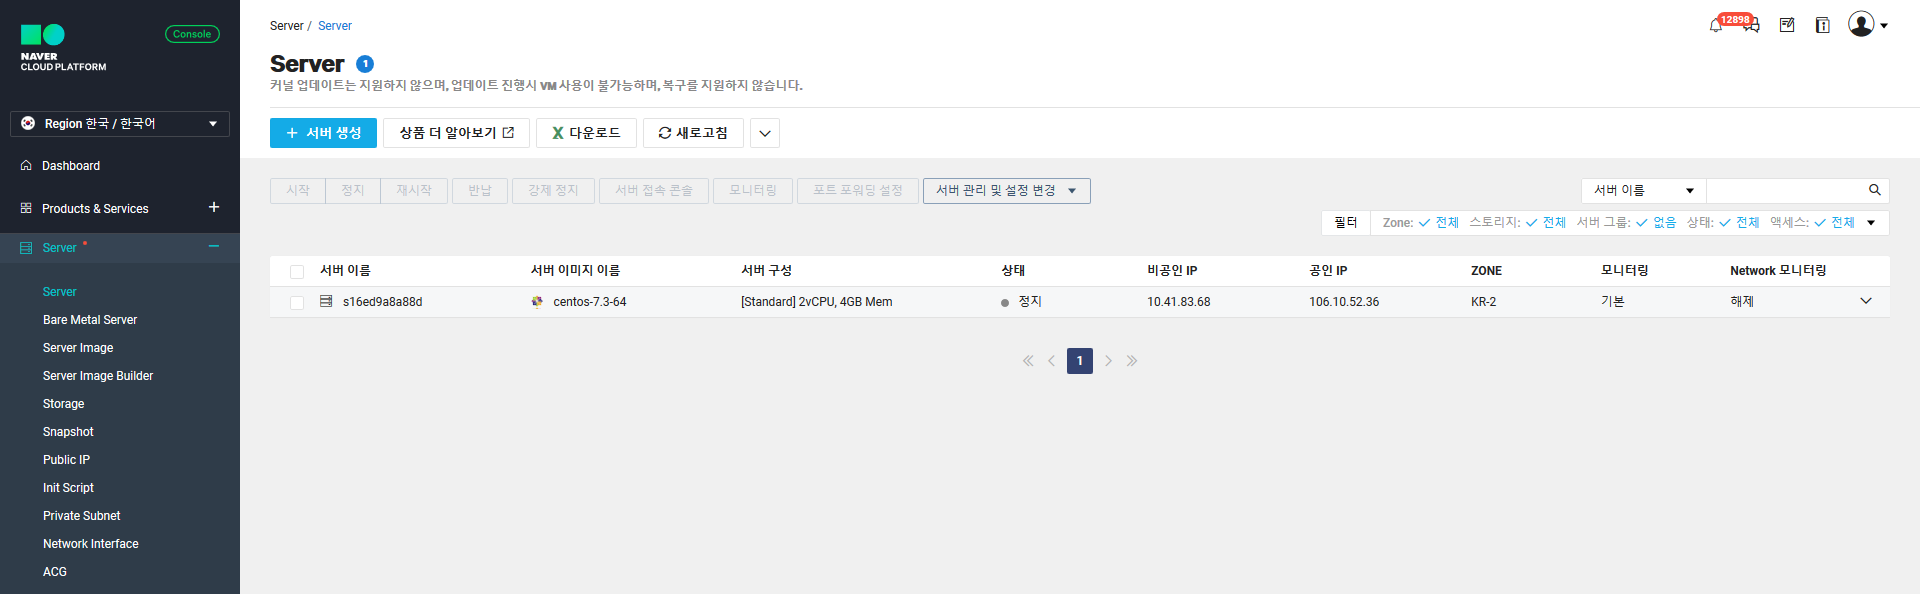 NAVER
CLOUD PLATFORM
Console
Region 한국 / 한국어
Dashboard
Products & Services
Server
Server
Bare Metal Server
Server Image
Server Image Builder
Storage
Snapshot
Public IP
Init Script
Private Subnet
Network Interface
ACG
Server / Server
12898
Server 1
커널 업데이트는 지원하지 않으며, 업데이트 진행시 VM 사용이 불가능하며, 복구를 지원하지 않습니다.
+ 서버 생성 상품 더 알아보기 다운로드 새로고침
시작 정지 재시작 반납 강제 정지 서버 접속 콘솔 모니터링 포트 포워딩 설정 서버 관리 및 설정 변경 서버 이름
필터 Zone: 전체 스토리지: 전체 서버 그룹: 없음 상태: 전체 액세스: 전체
서버 이름 서버 이미지 이름 서버 구성 상태 비공인 IP 공인 IP ZONE 모니터링 Network 모니터링
s16ed9a8a88d centos-7.3-64 [Standard] 2vCPU, 4GB Mem 정지 10.41.83.68 106.10.52.36 KR-2 기본 해제
1